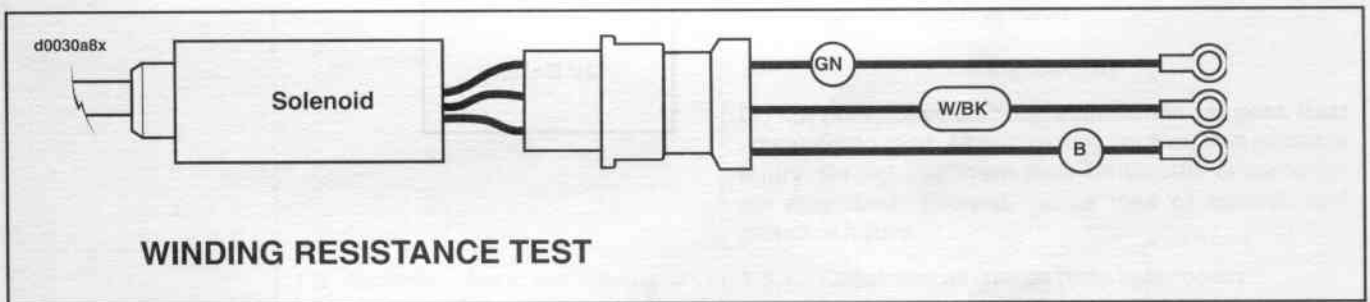 d0030a8x
Solenoid
GN
W/BK
B
WINDING RESISTANCE TEST